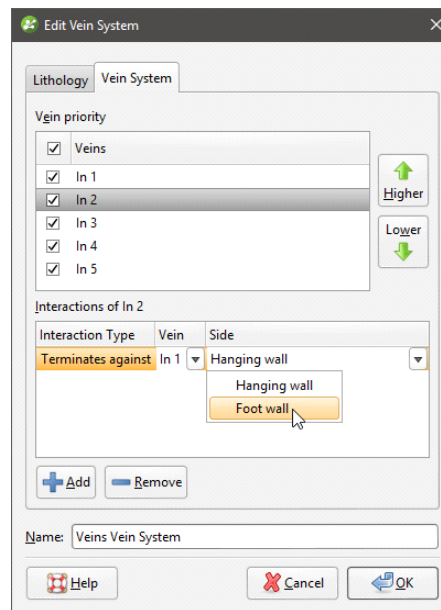 Edit Vein System
Lithology Vein System
Vein priority
Veins
In 1
In 2
In 3
In 4
In 5
Higher
Lower
Interactions of In 2
Interaction Type Vein Side
Terminates against In 1 Hanging wall
Hanging wall
Foot wall
Add Remove
Name: Veins Vein System
Help Cancel OK